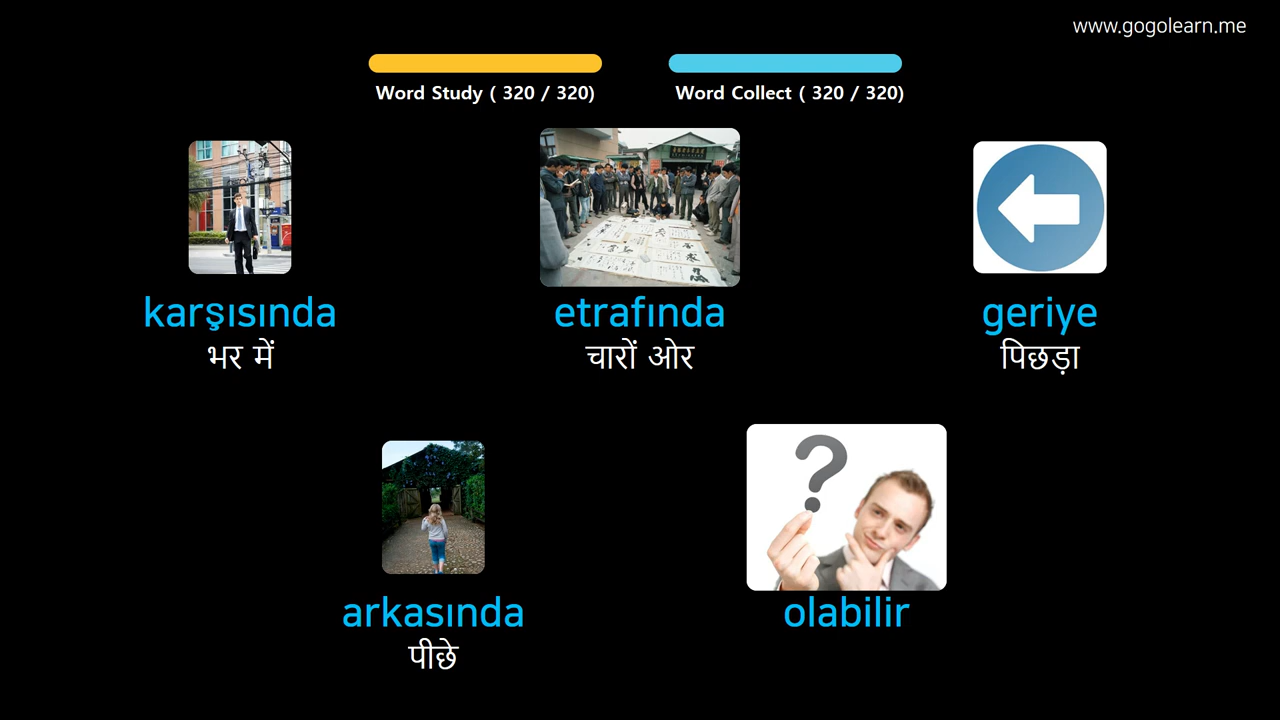 www.gogolearn.me
Word Study ( 320 / 320)
Word Collect ( 320 / 320)
karşısında
भर में
etrafında
चारों ओर
geriye
पिछड़ा
arkasında
पीछे
?
olabilir